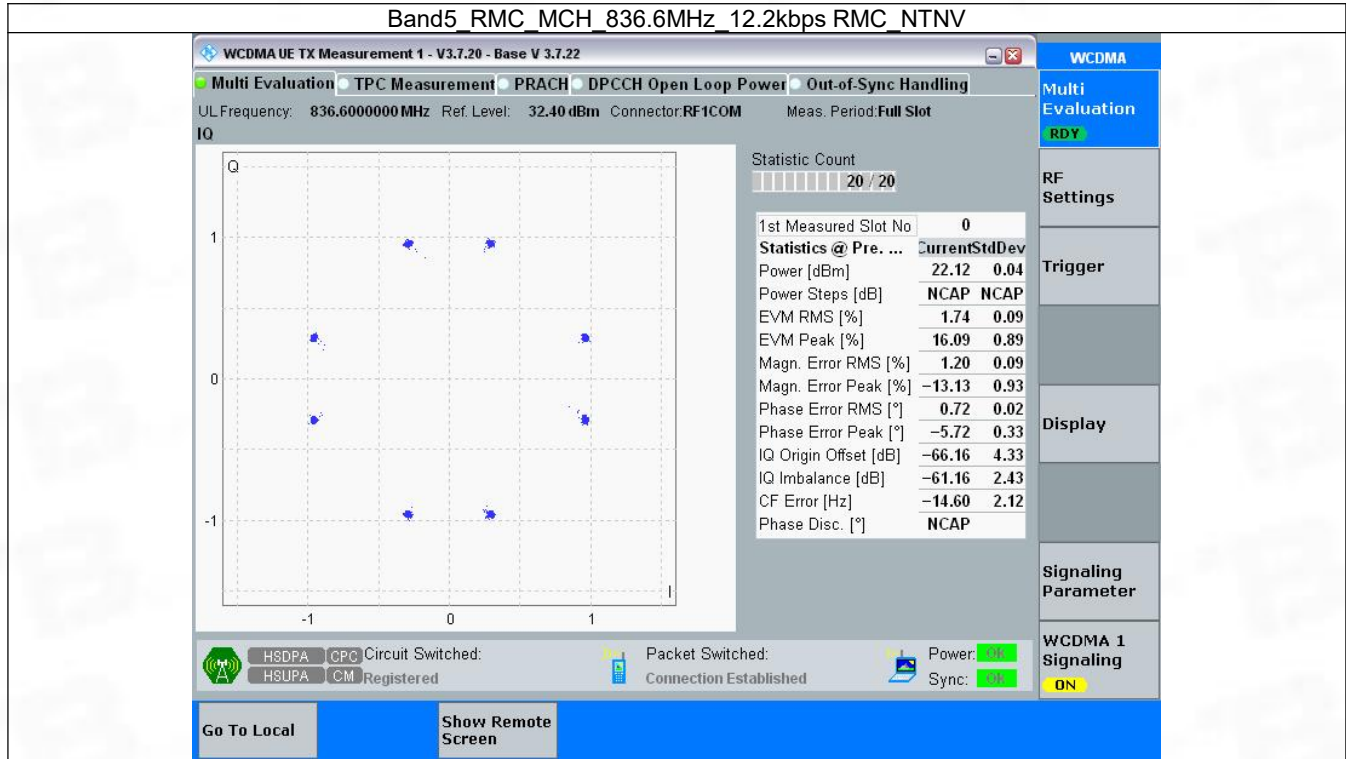 Band5_RMC_MCH_836.6MHz_12.2kbps RMC_NTNV
WCDMA UE TX Measurement 1 - V3.7.20 - Base V 3.7.22
WCDMA
Multi Evaluation TPC Measurement PRACH DPCCH Open Loop Power Out-of-Sync Handling
Multi
Evaluation
RDY
UL Frequency: 836.6000000 MHz Ref. Level: 32.40 dBm Connector:RF1COM Meas. Period:Full Slot
IQ
Q
1
0
-1
-1 0 1
I
Statistic Count
20 / 20
1st Measured Slot No 0
Statistics @ Pre. ... CurrentStdDev
Power [dBm] 22.12 0.04
Power Steps [dB] NCAP NCAP
EVM RMS [%] 1.74 0.09
EVM Peak [%] 16.09 0.89
Magn. Error RMS [%] 1.20 0.09
Magn. Error Peak [%] −13.13 0.93
Phase Error RMS [°] 0.72 0.02
Phase Error Peak [°] −5.72 0.33
IQ Origin Offset [dB] −66.16 4.33
IQ Imbalance [dB] −61.16 2.43
CF Error [Hz] −14.60 2.12
Phase Disc. [°] NCAP
RF
Settings
Trigger
Display
Signaling
Parameter
WCDMA 1
Signaling
ON
HSDPA CPC Circuit Switched: Packet Switched: Power: Ok
HSUPA CM Registered Connection Established Sync: Ok
Go To Local
Show Remote
Screen